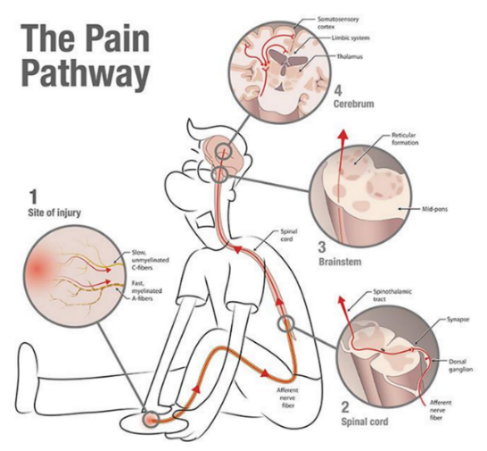 The Pain
Pathway
Somatosensory
cortex
Limbic system
Thalamus
4
Cerebrum
Reticular
formation
Mid-pons
3
Brainstem
1
Site of injury
Slow,
unmyelinated
C-fibers
Fast,
myelinated
A-fibers
Spinal
cord
Spinothalamic
tract
Synapse
Dorsal
ganglion
Afferent
nerve
fiber
2
Spinal cord
Afferent
nerve
fiber